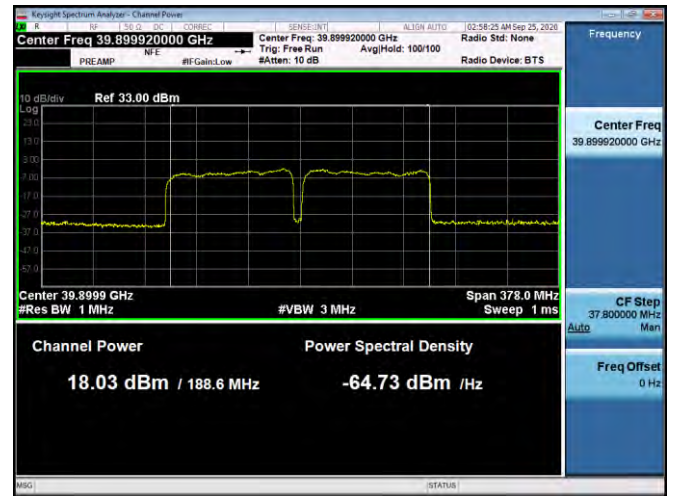 Keysight Spectrum Analyzer - Channel Power
R RF 50 Ω DC CORREC SENSE:INT ALIGN AUTO 02:58:25 AM Sep 25, 2020
Center Freq 39.899920000 GHz Center Freq: 39.899920000 GHz Radio Std: None
NFE Trig: Free Run Avg|Hold: 100/100
PREAMP #IFGain:Low #Atten: 10 dB Radio Device: BTS
Frequency
10 dB/div Ref 33.00 dBm
Log
23.0
13.0
3.00
-7.00
-17.0
-27.0
-37.0
-47.0
-57.0
Center 39.8999 GHz Span 378.0 MHz
#Res BW 1 MHz #VBW 3 MHz Sweep 1 ms
Channel Power Power Spectral Density
18.03 dBm / 188.6 MHz -64.73 dBm /Hz
Center Freq
39.899920000 GHz
CF Step
37.800000 MHz
Auto Man
Freq Offset
0 Hz
MSG STATUS